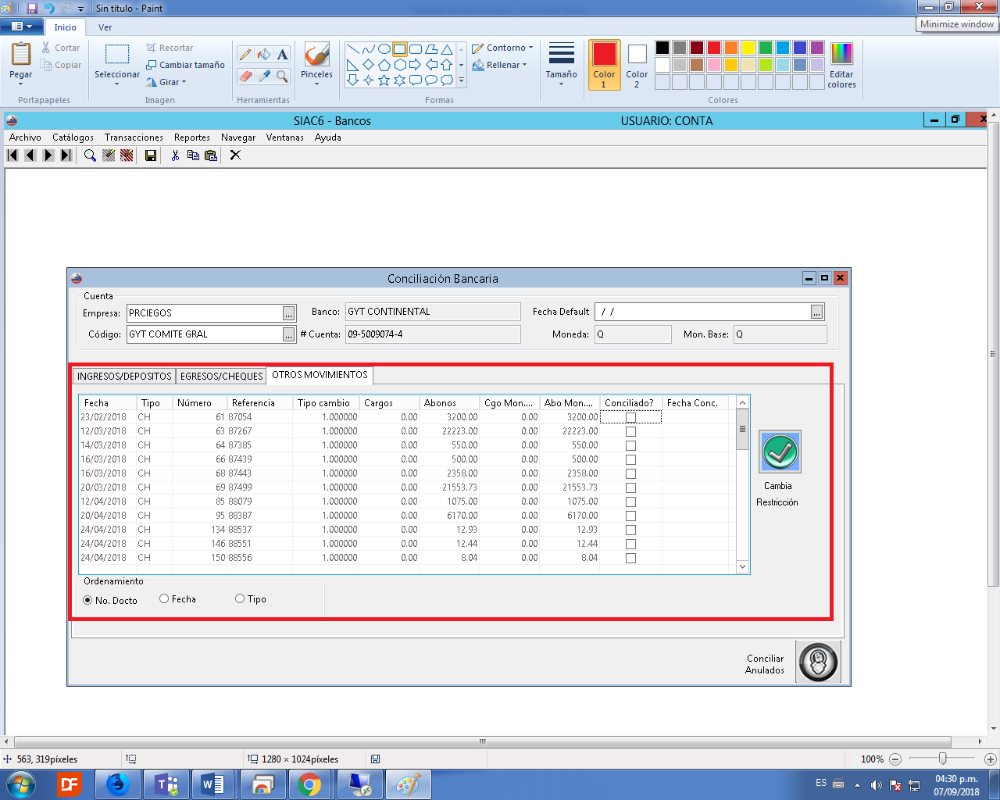 Sin título - Paint
Inicio Ver
Minimize window
Pegar
Cortar
Copiar
Portapapeles
Seleccionar
Recortar
Cambiar tamaño
Girar
Imagen
A
Herramientas
Pinceles
Contorno
Rellenar
Formas
Tamaño
Color 1
Color 2
Editar colores
Colores
SIAC6 - Bancos USUARIO: CONTA
Archivo Catálogos Transacciones Reportes Navegar Ventanas Ayuda
Conciliación Bancaria
Cuenta
Empresa: PRCIEGOS ... Banco: GYT CONTINENTAL Fecha Default / / ...
Código: GYT COMITE GRAL ... # Cuenta: 09-5009074-4 Moneda: Q Mon. Base: Q
INGRESOS/DEPOSITOS EGRESOS/CHEQUES OTROS MOVIMIENTOS
Fecha Tipo Número Referencia Tipo cambio Cargos Abonos Cgo Mon.... Abo Mon.... Conciliado? Fecha Conc.
23/02/2018 CH 61 87054 1.000000 0.00 3200.00 0.00 3200.00
12/03/2018 CH 63 87267 1.000000 0.00 22223.00 0.00 22223.00
14/03/2018 CH 64 87385 1.000000 0.00 550.00 0.00 550.00
16/03/2018 CH 66 87439 1.000000 0.00 500.00 0.00 500.00
16/03/2018 CH 68 87443 1.000000 0.00 2358.00 0.00 2358.00
20/03/2018 CH 69 87499 1.000000 0.00 21553.73 0.00 21553.73
12/04/2018 CH 85 88079 1.000000 0.00 1075.00 0.00 1075.00
20/04/2018 CH 95 88387 1.000000 0.00 6170.00 0.00 6170.00
24/04/2018 CH 134 88537 1.000000 0.00 12.93 0.00 12.93
24/04/2018 CH 146 88551 1.000000 0.00 12.44 0.00 12.44
24/04/2018 CH 150 88556 1.000000 0.00 8.04 0.00 8.04
Cambia
Restricción
Ordenamiento
No. Docto Fecha Tipo
Conciliar
Anulados
563, 319píxeles 1280 × 1024píxeles 100%
DF
ES 04:30 p.m.
07/09/2018